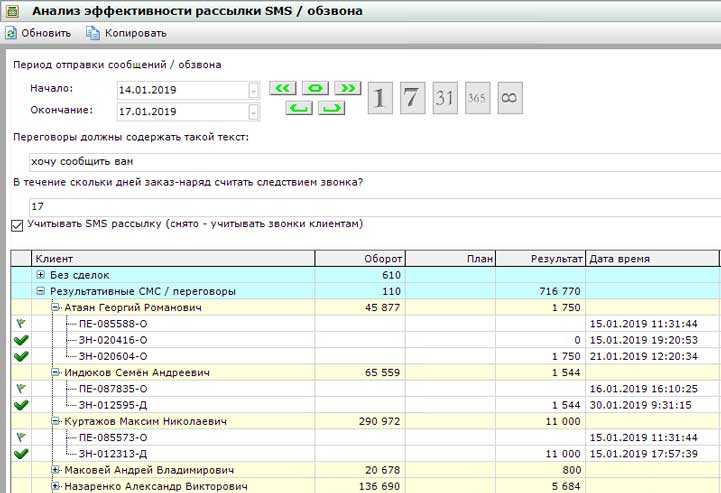 Анализ эффективности рассылки SMS / обзвона
Обновить Копировать
Период отправки сообщений / обзвона
Начало: 14.01.2019
Окончание: 17.01.2019
1 7 31 365 8
Переговоры должны содержать такой текст:
хочу сообщить вам
В течение скольки дней заказ-наряд считать следствием звонка?
17
Учитывать SMS рассылку (снято - учитывать звонки клиентам)
Клиент Оборот План Результат Дата время
Без сделок 610
Результативные СМС / переговоры 110 716 770
Атаян Георгий Романович 45 877 1 750
ПЕ-085588-О 15.01.2019 11:31:44
ЗН-020416-О 0 15.01.2019 19:20:53
ЗН-020604-О 1 750 21.01.2019 12:20:34
Индюков Семён Андреевич 65 559 1 544
ПЕ-087835-О 16.01.2019 16:10:25
ЗН-012595-Д 1 544 30.01.2019 9:31:15
Куртажов Максим Николаевич 290 972 11 000
ПЕ-085573-О 15.01.2019 11:31:44
ЗН-012313-Д 11 000 15.01.2019 17:57:39
Маковей Андрей Владимирович 20 678 800
Назаренко Александр Викторович 136 690 5 684